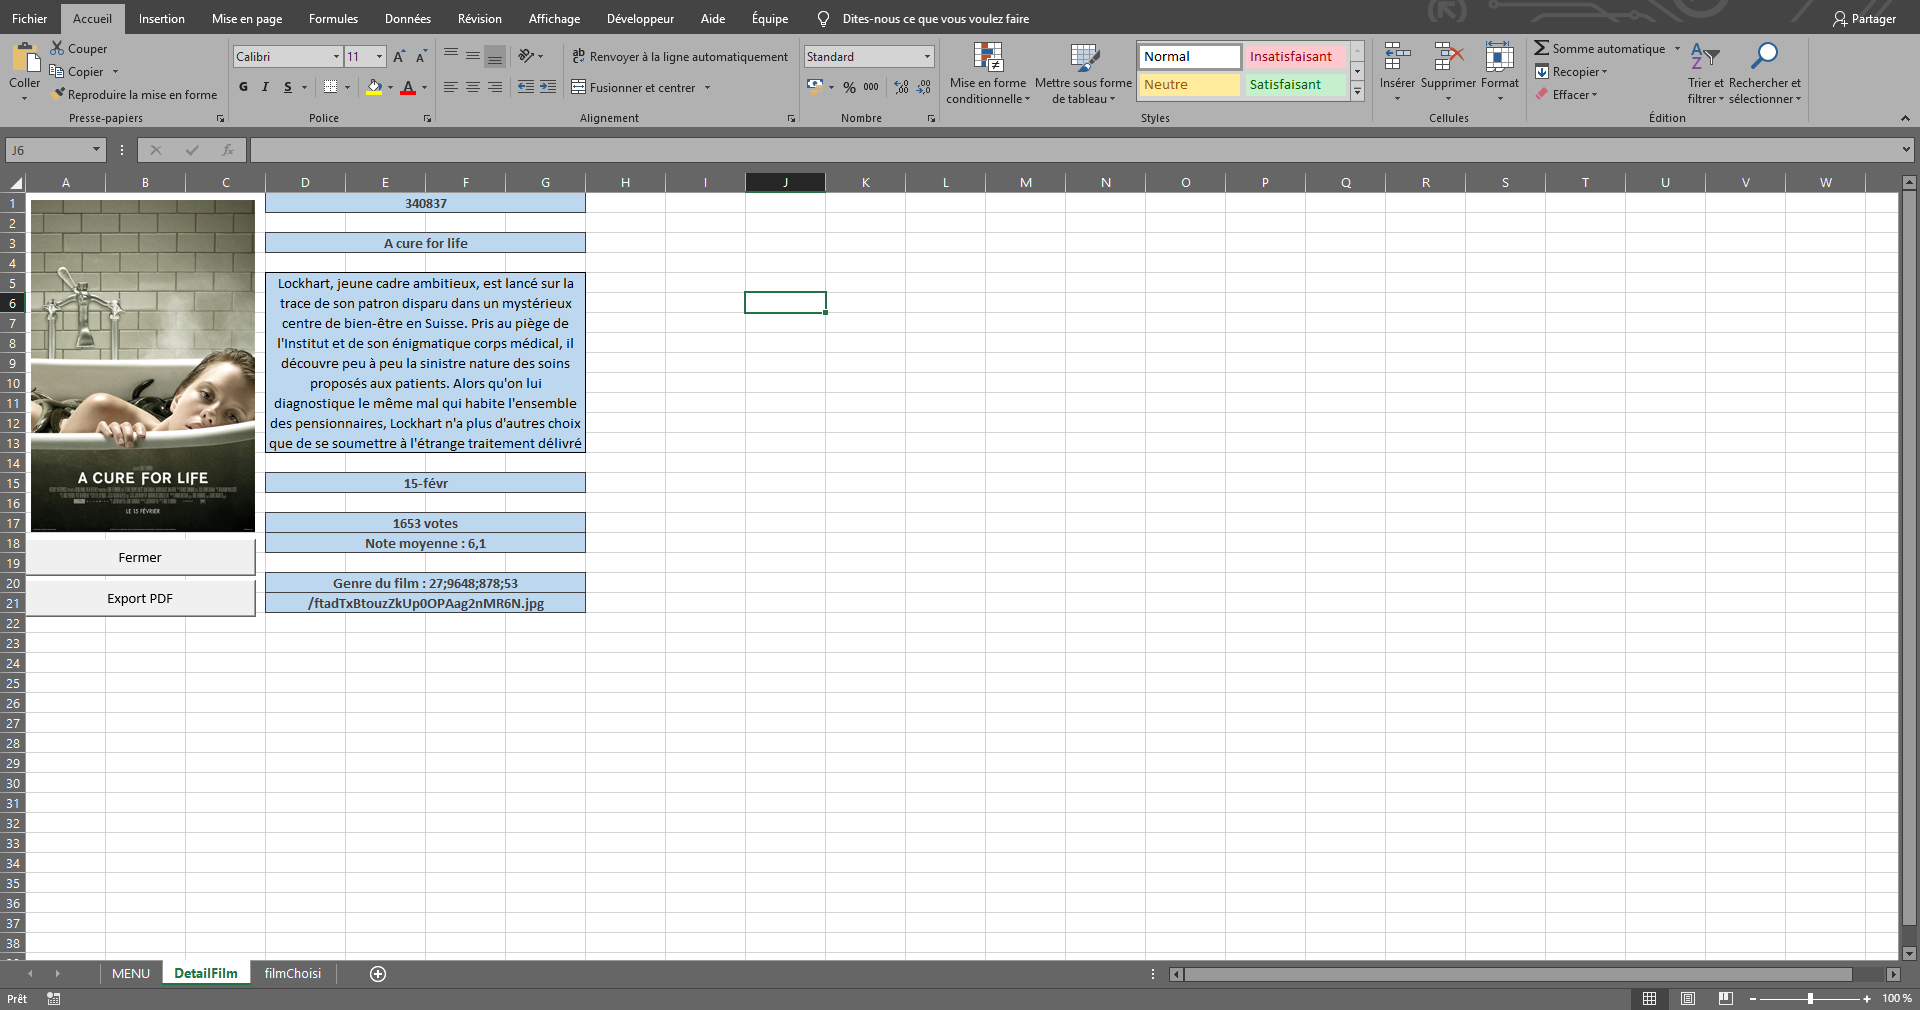 Fichier Accueil Insertion Mise en page Formules Données Révision Affichage Développeur Aide Équipe Dites-nous ce que vous voulez faire Partager
Coller
Couper
Copier
Reproduire la mise en forme
Presse-papiers
Calibri 11
G I S
Police
Renvoyer à la ligne automatiquement
Fusionner et centrer
Alignement
Standard
% 000
Nombre
Mise en forme conditionnelle
Mettre sous forme de tableau
Normal Insatisfaisant
Neutre Satisfaisant
Styles
Insérer Supprimer Format
Cellules
Somme automatique
Recopier
Effacer
Trier et filtrer
Rechercher et sélectionner
Édition
J6
fx
A B C D E F G H I J K L M N O P Q R S T U V W
1 340837
2
3 A cure for life
4
5 Lockhart, jeune cadre ambitieux, est lancé sur la
6 trace de son patron disparu dans un mystérieux
7 centre de bien-être en Suisse. Pris au piège de
8 l'Institut et de son énigmatique corps médical, il
9 découvre peu à peu la sinistre nature des soins
10 proposés aux patients. Alors qu'on lui
11 diagnostique le même mal qui habite l'ensemble
12 des pensionnaires, Lockhart n'a plus d'autres choix
13 que de se soumettre à l'étrange traitement délivré
14
A CURE FOR LIFE
15 15-févr
16
LE 15 FÉVRIER
17 1653 votes
18 Note moyenne : 6,1
Fermer
19
20 Genre du film : 27;9648;878;53
Export PDF
21 /ftadTxBtouzZkUp0OPAag2nMR6N.jpg
22
23
24
25
26
27
28
29
30
31
32
33
34
35
36
37
38
MENU DetailFilm filmChoisi
Prêt
100 %